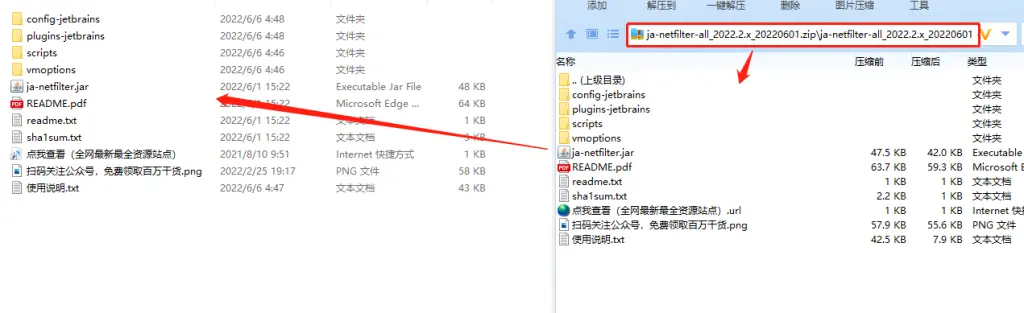 config-jetbrains 2022/6/6 4:48 文件夹
plugins-jetbrains 2022/6/6 4:48 文件夹
scripts 2022/6/6 4:46 文件夹
vmoptions 2022/6/6 4:46 文件夹
ja-netfilter.jar 2022/6/1 15:22 Executable Jar File 48 KB
README.pdf 15:22 Microsoft Edge ... 64 KB
readme.txt 2022/6/1 15:22 文本文档 1 KB
sha1sum.txt 2022/6/1 15:22 文本文档 3 KB
点我查看（全网最新最全资源站点） 2021/8/10 9:51 Internet 快捷方式 1 KB
扫码关注公众号，免费领取百万干货.png 2022/2/25 19:17 PNG 文件 58 KB
使用说明.txt 2022/6/6 4:47 文本文档 43 KB
添加 解压到 一键解压 删除 图片压缩 工具
ja-netfilter-all_2022.2.x_20220601.zip\ja-netfilter-all_2022.2.x_20220601
名称 压缩前 压缩后 类型
.. (上级目录) 文件夹
config-jetbrains 文件夹
plugins-jetbrains 文件夹
scripts 文件夹
vmoptions 文件夹
ja-netfilter.jar 47.5 KB 42.0 KB Executable
README.pdf 63.7 KB 59.3 KB Microsoft E
readme.txt 1 KB 1 KB 文本文档
sha1sum.txt 2.2 KB 1 KB 文本文档
点我查看（全网最新最全资源站点）.url 1 KB 1 KB Internet 快
扫码关注公众号，免费领取百万干货.png 57.9 KB 55.6 KB PNG 文件
使用说明.txt 42.5 KB 7.9 KB 文本文档